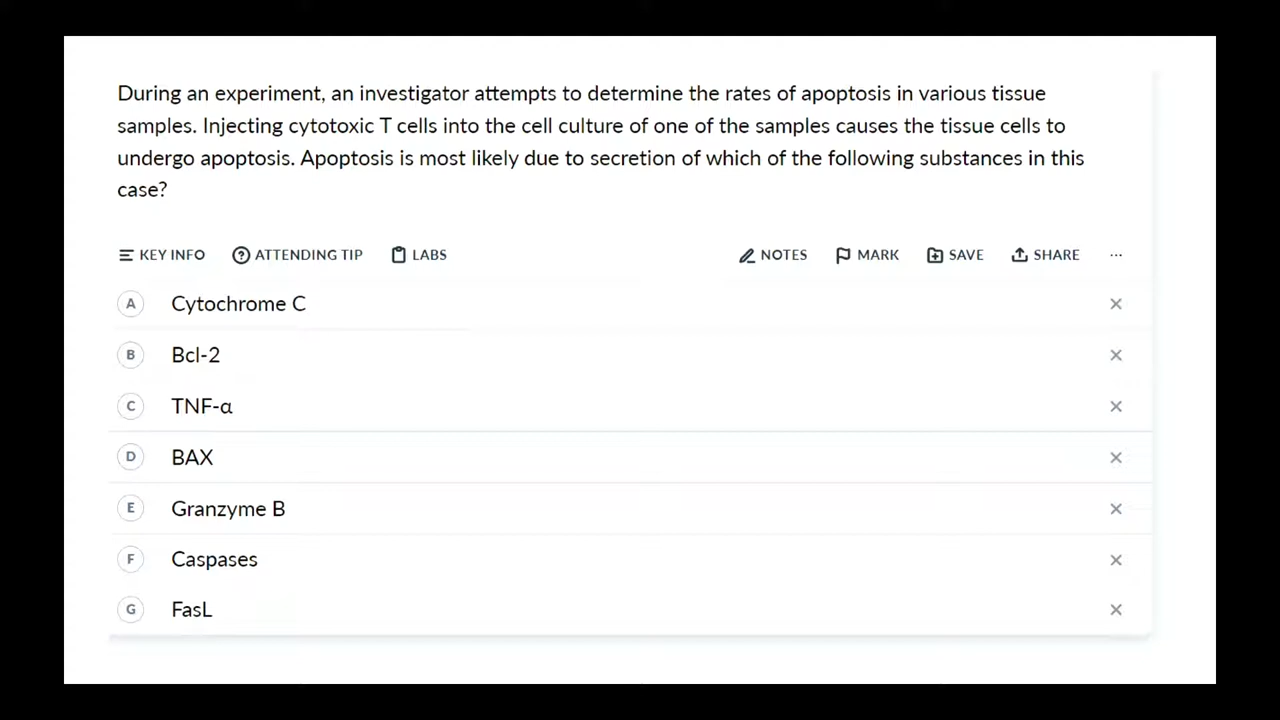 During an experiment, an investigator attempts to determine the rates of apoptosis in various tissue
samples. Injecting cytotoxic T cells into the cell culture of one of the samples causes the tissue cells to
undergo apoptosis. Apoptosis is most likely due to secretion of which of the following substances in this
case?
KEY INFO ATTENDING TIP LABS NOTES MARK SAVE SHARE ...
A Cytochrome C
B Bcl-2
C TNF-α
D BAX
E Granzyme B
F Caspases
G FasL